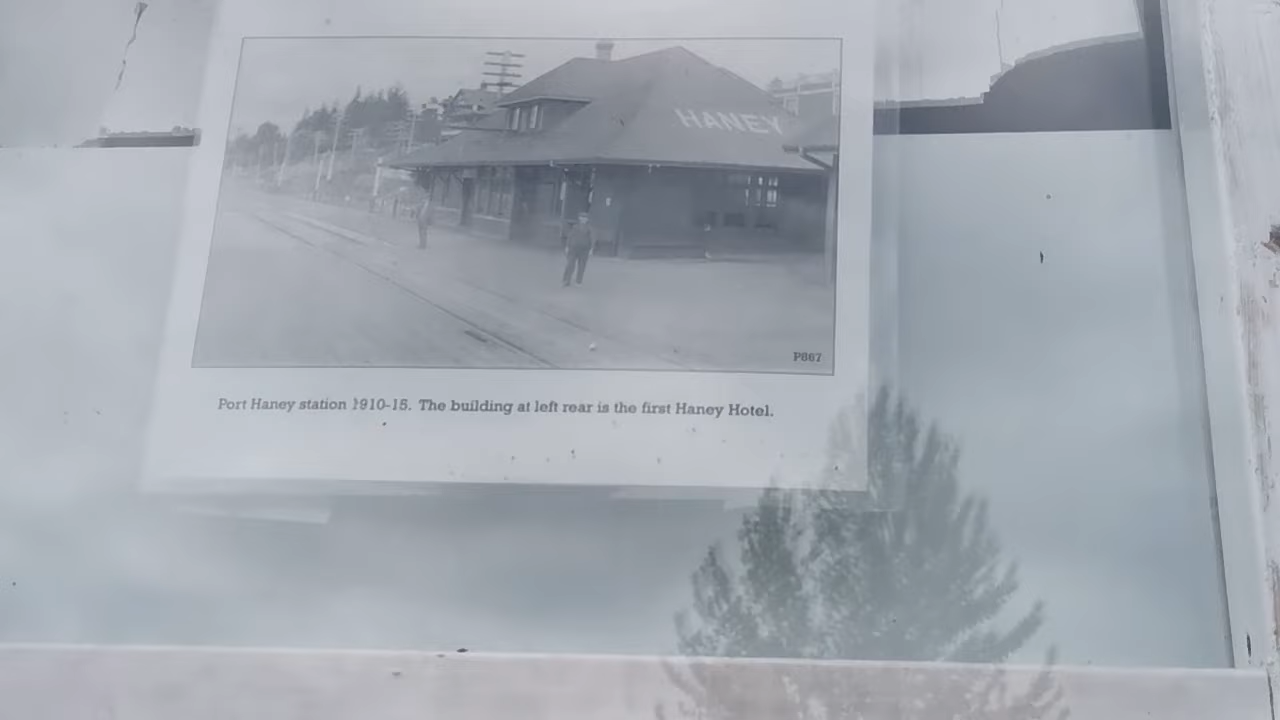 HANEY
P867
Port Haney station 1910-15. The building at left rear is the first Haney Hotel.